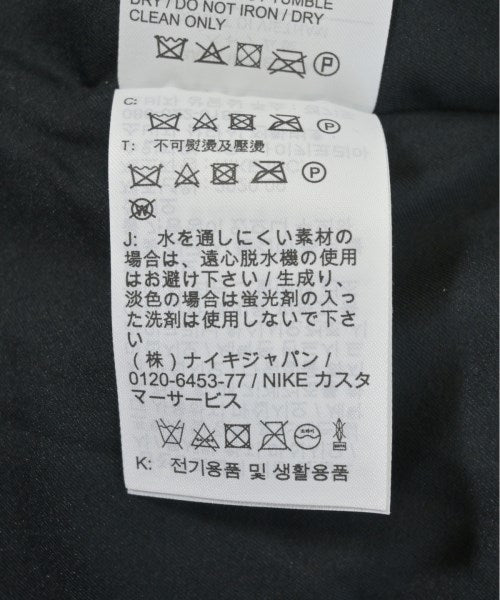 DRY / DO NOT IRON / DRY
CLEAN ONLY
P
C:
P
T: 不可熨燙及壓燙
P
W
J: 水を通しにくい素材の
場合は、遠心脱水機の使用
はお避け下さい / 生成り、
淡色の場合は蛍光剤の入っ
た洗剤は使用しないで下さ
い
(株) ナイキジャパン /
0120-6453-77 / NIKE カスタ
マーサービス
K: 전기용품 및 생활용품